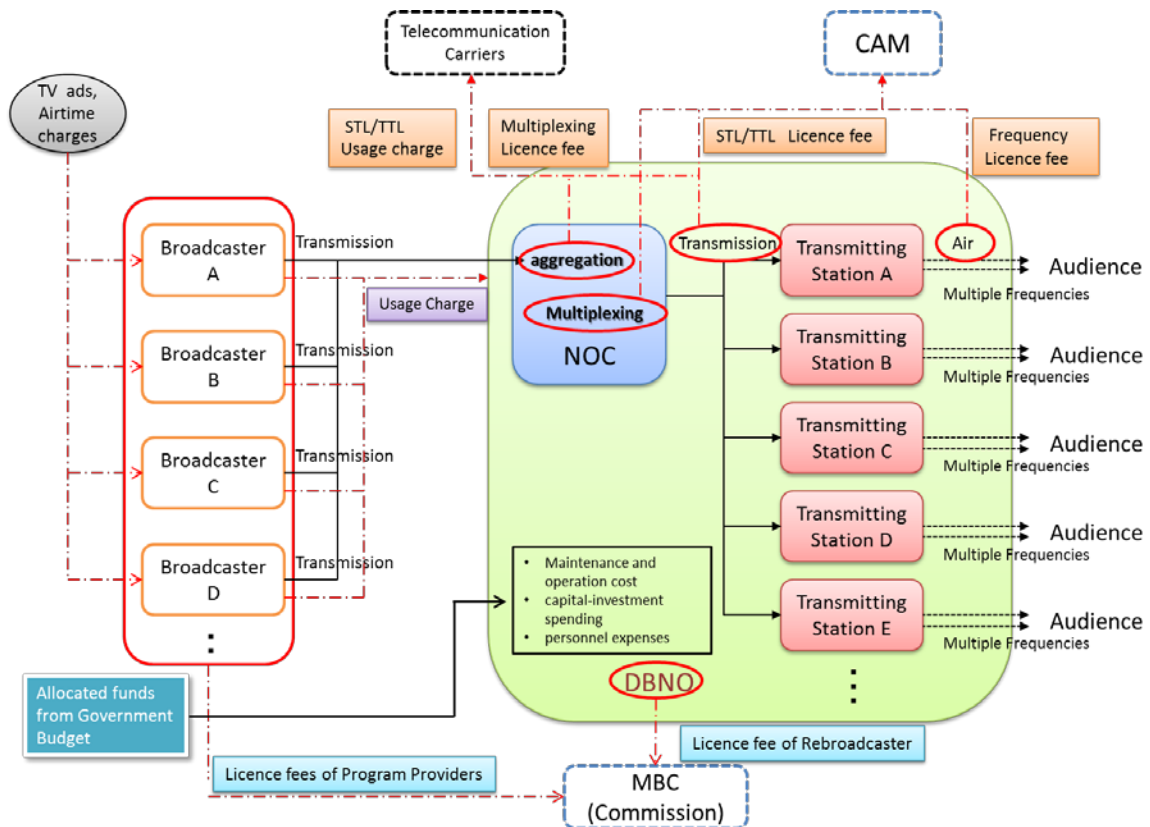 Telecommunication
Carriers
CAM
TV ads,
Airtime
charges
STL/TTL
Usage charge
Multiplexing
Licence fee
STL/TTL Licence fee
Frequency
Licence fee
Broadcaster
A
Transmission
Usage Charge
aggregation
Multiplexing
NOC
Transmission
Transmitting
Station A
Air
Audience
Multiple Frequencies
Broadcaster
B
Transmission
Transmitting
Station B
Audience
Multiple Frequencies
Broadcaster
C
Transmission
Transmitting
Station C
Audience
Multiple Frequencies
Broadcaster
D
Transmission
Transmitting
Station D
Audience
Multiple Frequencies
• Maintenance and
operation cost
• capital-investment
spending
• personnel expenses
Transmitting
Station E
Audience
Multiple Frequencies
DBNO
Allocated funds
from Government
Budget
Licence fee of Rebroadcaster
Licence fees of Program Providers
MBC
(Commission)